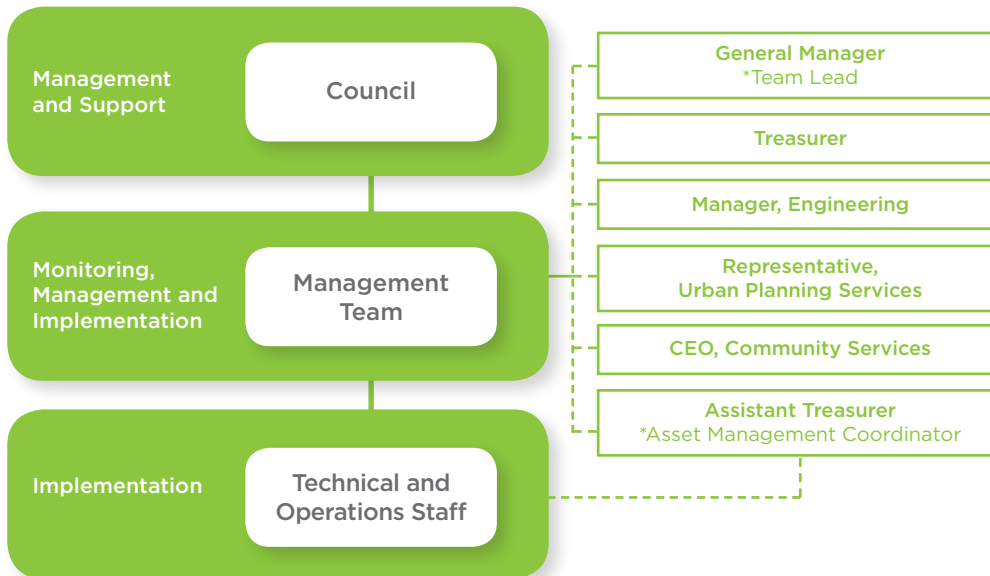 Management
and Support
Council
Monitoring,
Management and
Implementation
Management
Team
Implementation
Technical and
Operations Staff
General Manager
*Team Lead
Treasurer
Manager, Engineering
Representative,
Urban Planning Services
CEO, Community Services
Assistant Treasurer
*Asset Management Coordinator